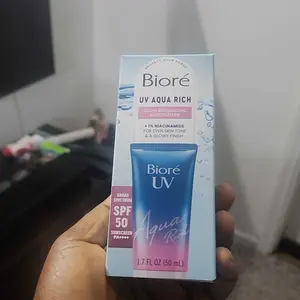 Bioré
UV AQUA RICH
+ 1% NIACINAMIDE
FOR EVEN SKIN TONE
& A GLOWY FINISH
Bioré
UV
Aqua
Rich
BROAD
SPECTRUM
SPF
50
SUNSCREEN
PA++++
1.7 FL OZ (50 mL)